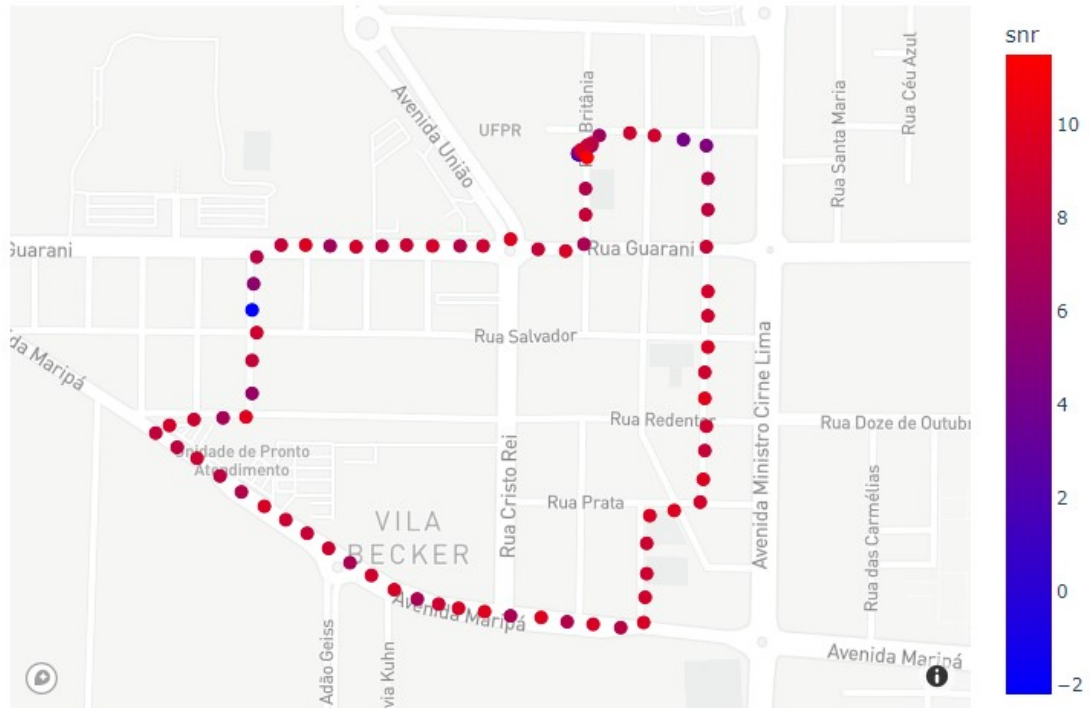 snr
10
8
6
4
2
0
−2
Avenida União
UFPR
Britânia
Rua Santa Maria
Rua Céu Azul
Guarani
Rua Guarani
Rua Salvador
da Maripá
Avenida Ministro Cirne Lima
Rua Redentor
Rua Doze de Outubr
Unidade de Pronto
Atendimento
Rua Cristo Rei
Rua Prata
VILA
BECKER
Rua das Carmélias
Avenida Maripá
Adão Geiss
via Kuhn
Avenida Maripá